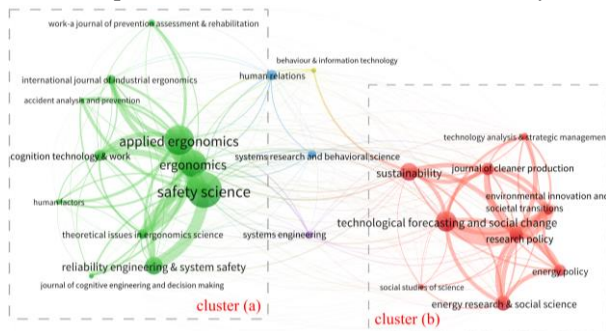 work-a journal of prevention assessment & rehabilitation
behaviour & information technology
human relations
international journal of industrial ergonomics
accident analysis and prevention
applied ergonomics
cognition technology & work
ergonomics
safety science
human factors
theoretical issues in ergonomics science
reliability engineering & system safety
journal of cognitive engineering and decision making
cluster (a)
systems research and behavioral science
systems engineering
technology analysis & strategic managemen
journal of cleaner production
sustainability
environmental innovation and
societal transitions
technological forecasting and social change
research policy
energy policy
social studies of science
energy research & social science
cluster (b)